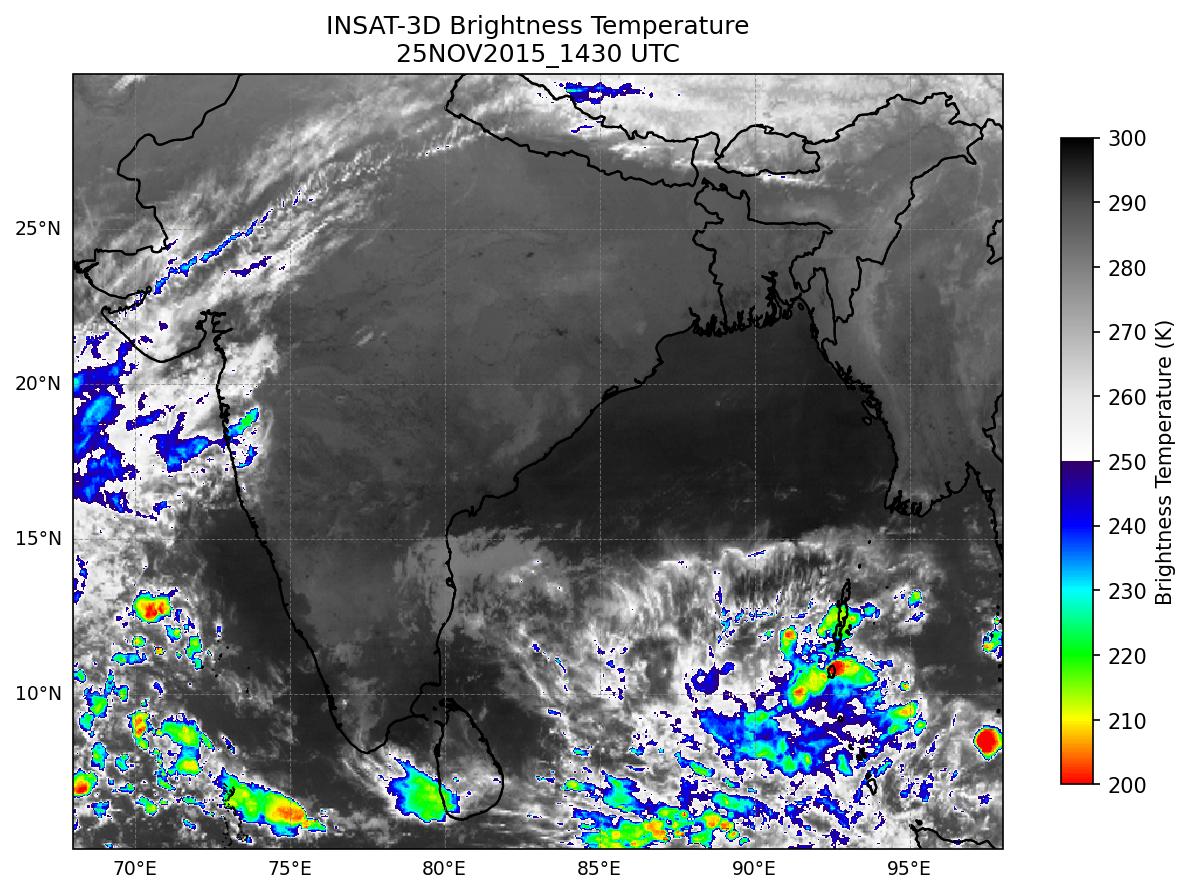 INSAT-3D Brightness Temperature
25NOV2015_1430 UTC
25°N
20°N
15°N
10°N
70°E
75°E
80°E
85°E
90°E
95°E
300
290
280
270
260
250
240
230
220
210
200
Brightness Temperature (K)